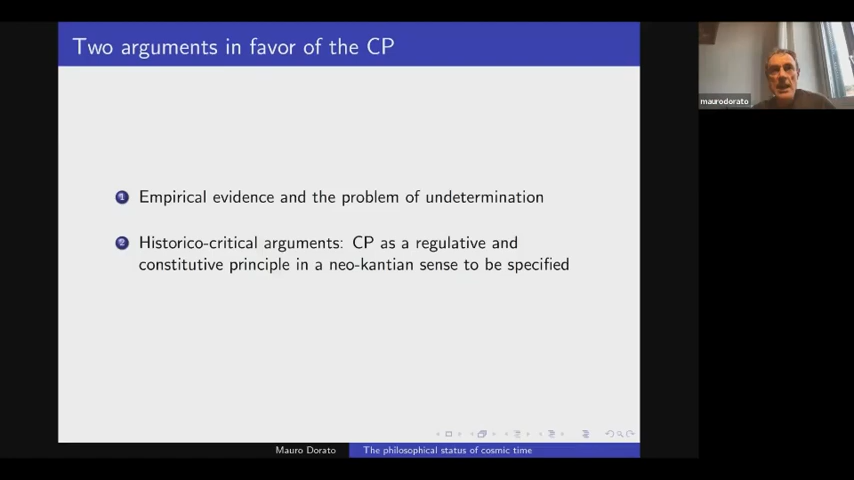 Two arguments in favor of the CP
maurodorato
1 Empirical evidence and the problem of undetermination
2 Historico-critical arguments: CP as a regulative and
constitutive principle in a neo-kantian sense to be specified
Mauro Dorato
The philosophical status of cosmic time